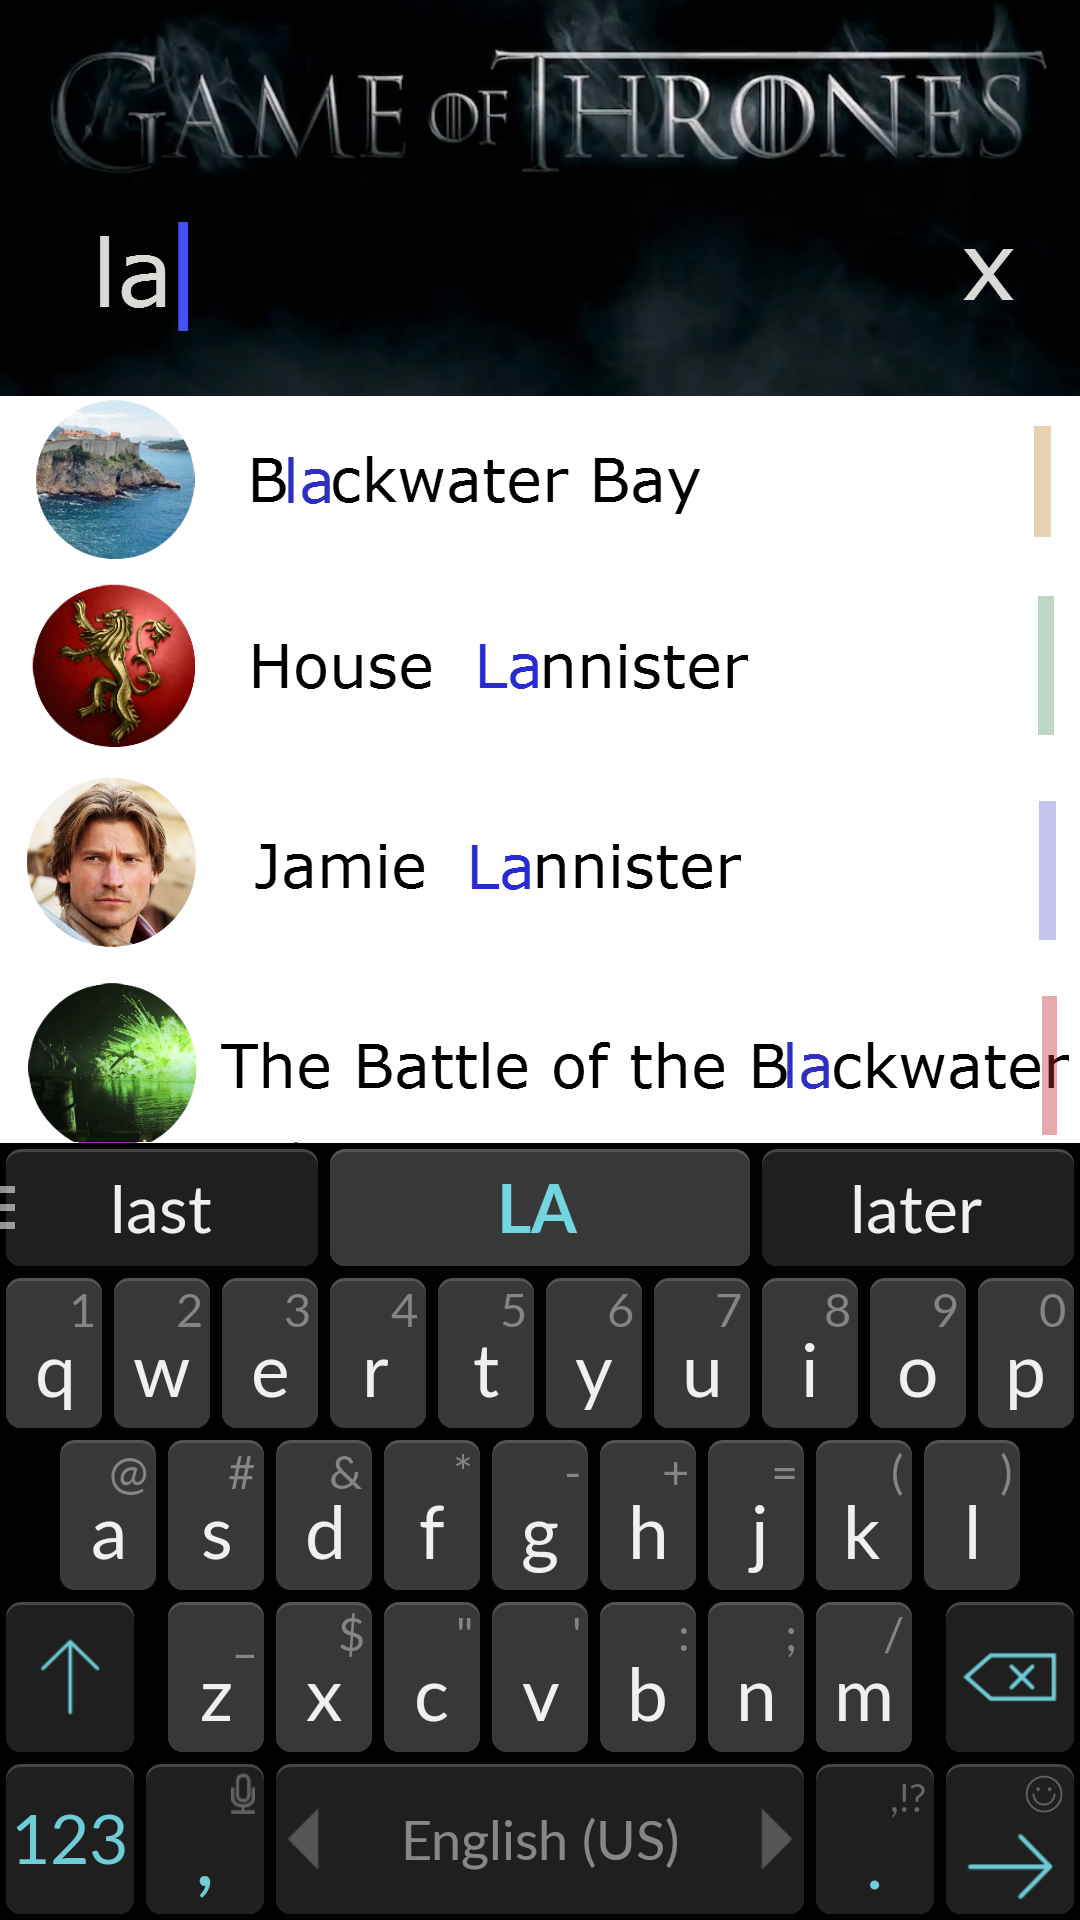 GAME OF THRONES
la x
Blackwater Bay
House Lannister
Jamie Lannister
The Battle of the Blackwater
last LA later
1 2 3 4 5 6 7 8 9 0
q w e r t y u i o p
@ # & * - + = ( )
a s d f g h j k l
_ $ " ' : ; /
z x c v b n m
,!?
123 , English (US) .